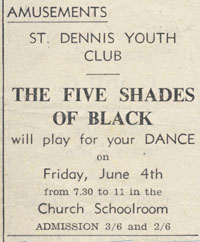 AMUSEMENTS
ST. DENNIS YOUTH
CLUB
THE FIVE SHADES
OF BLACK
will play for your DANCE
on
Friday, June 4th
from 7.30 to 11 in the
Church Schoolroom
ADMISSION 3/6 and 2/6